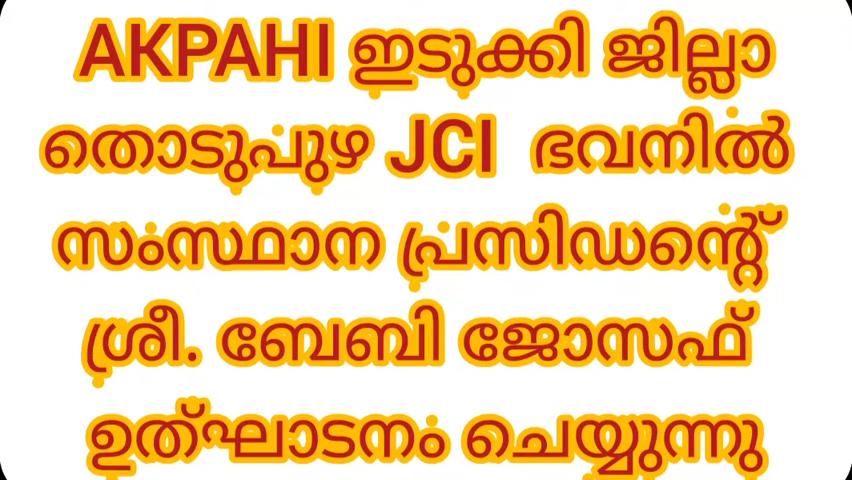 AKPAHI ഇടുക്കി ജില്ലാ
തൊടുപുഴ JCI ഭവനിൽ
സംസ്ഥാന പ്രസിഡന്റെ്
ശ്രീ. ബേബി ജോസഫ്
ഉത്ഘാടനം ചെയ്യുന്നു